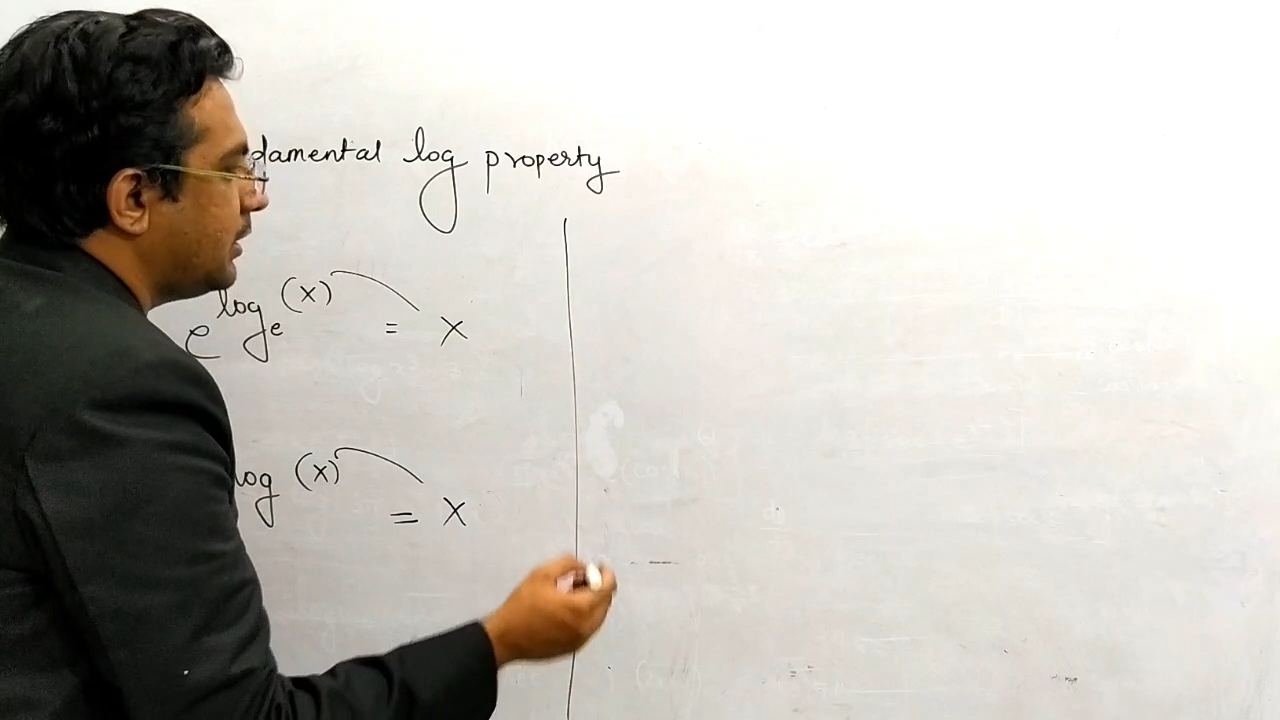 damental log property
e^log_e (x) = x
log (x) = x